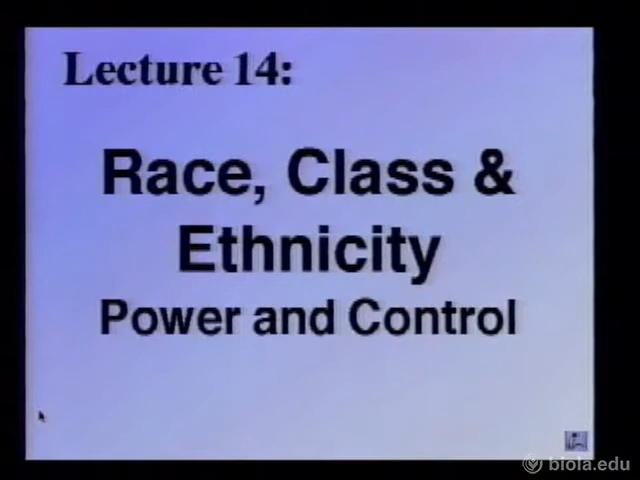 Lecture 14:
Race, Class &
Ethnicity
Power and Control
biola.edu